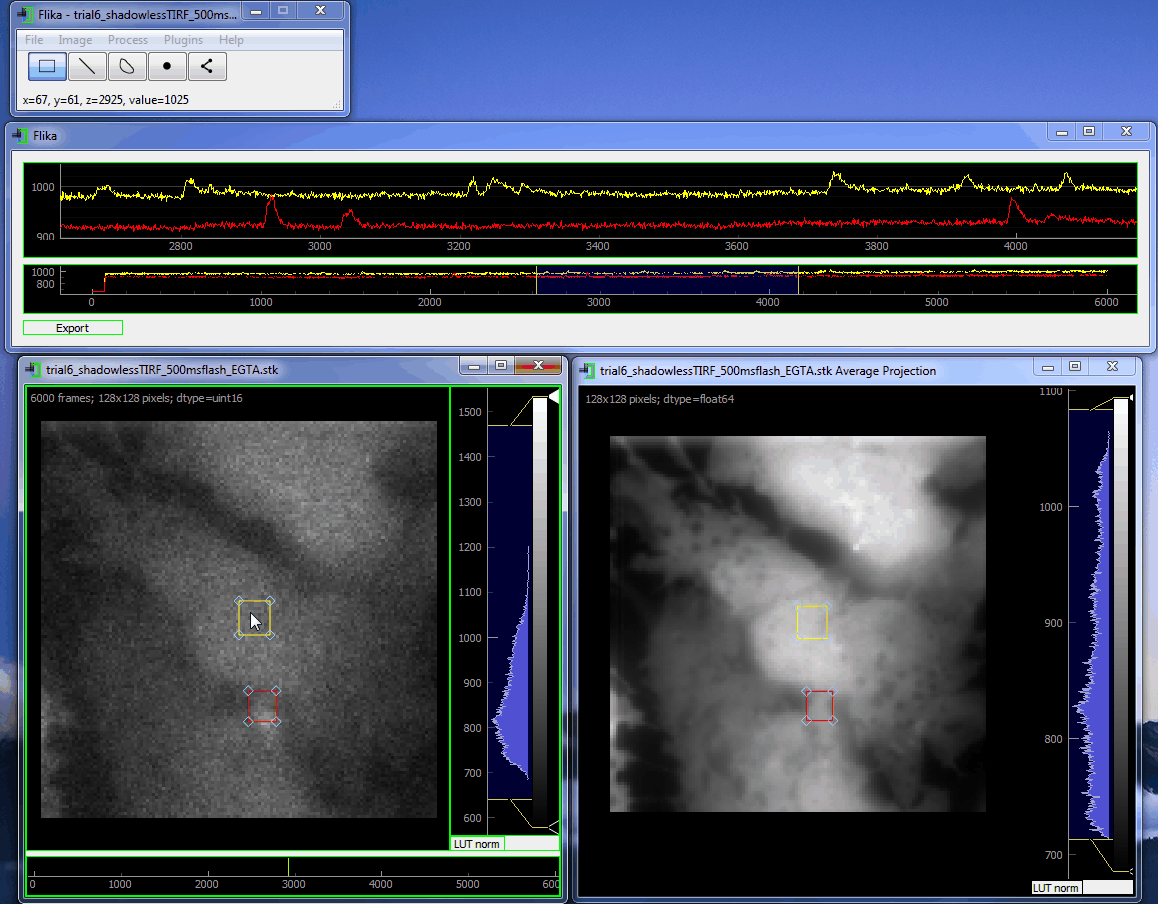 Flika - trial6_shadowlessTIRF_500ms...
File Image Process Plugins Help
x=67, y=61, z=2925, value=1025
Flika
1000
900
2800 3000 3200 3400 3600 3800 4000
1000
800
0 1000 2000 3000 4000 5000 6000
Export
trial6_shadowlessTIRF_500msflash_EGTA.stk
6000 frames; 128x128 pixels; dtype=uint16
1500
1400
1300
1200
1100
1000
900
800
700
600
LUT norm
0 1000 2000 3000 4000 5000 600
trial6_shadowlessTIRF_500msflash_EGTA.stk Average Projection
128x128 pixels; dtype=float64
1100
1000
900
800
700
LUT norm